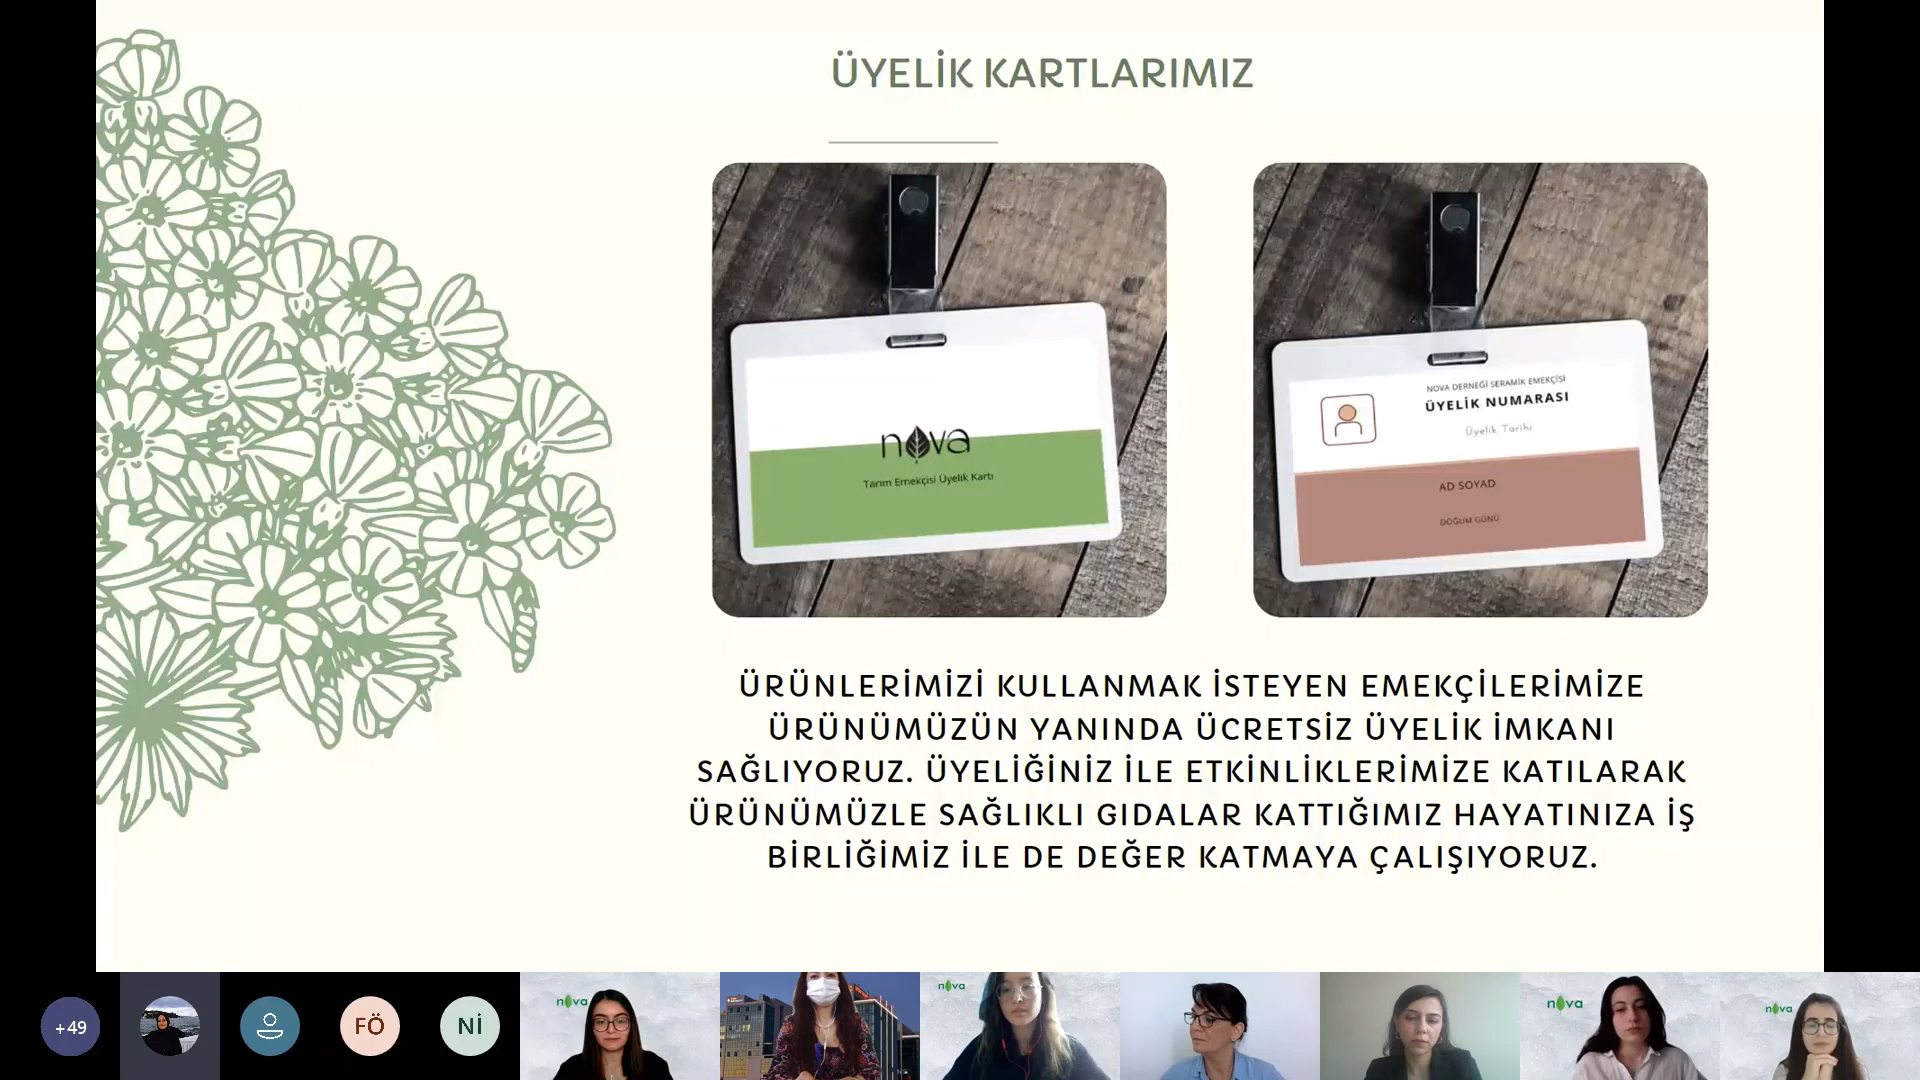 ÜYELİK KARTLARIMIZ
nova
Tarım Emekçisi Üyelik Kartı
NOVA DERNEĞİ SERAMİK EMEKÇİSİ
ÜYELİK NUMARASI
Üyelik Tarihi
AD SOYAD
DOĞUM GÜNÜ
ÜRÜNLERİMİZİ KULLANMAK İSTEYEN EMEKÇİLERİMİZE
ÜRÜNÜMÜZÜN YANINDA ÜCRETSİZ ÜYELİK İMKANI
SAĞLIYORUZ. ÜYELİĞİNİZ İLE ETKİNLİKLERİMİZE KATILARAK
ÜRÜNÜMÜZLE SAĞLIKLI GIDALAR KATTIĞIMIZ HAYATINIZA İŞ
BİRLİĞİMİZ İLE DE DEĞER KATMAYA ÇALIŞIYORUZ.
+49
FÖ
Nİ
nova
nova
nova
nova